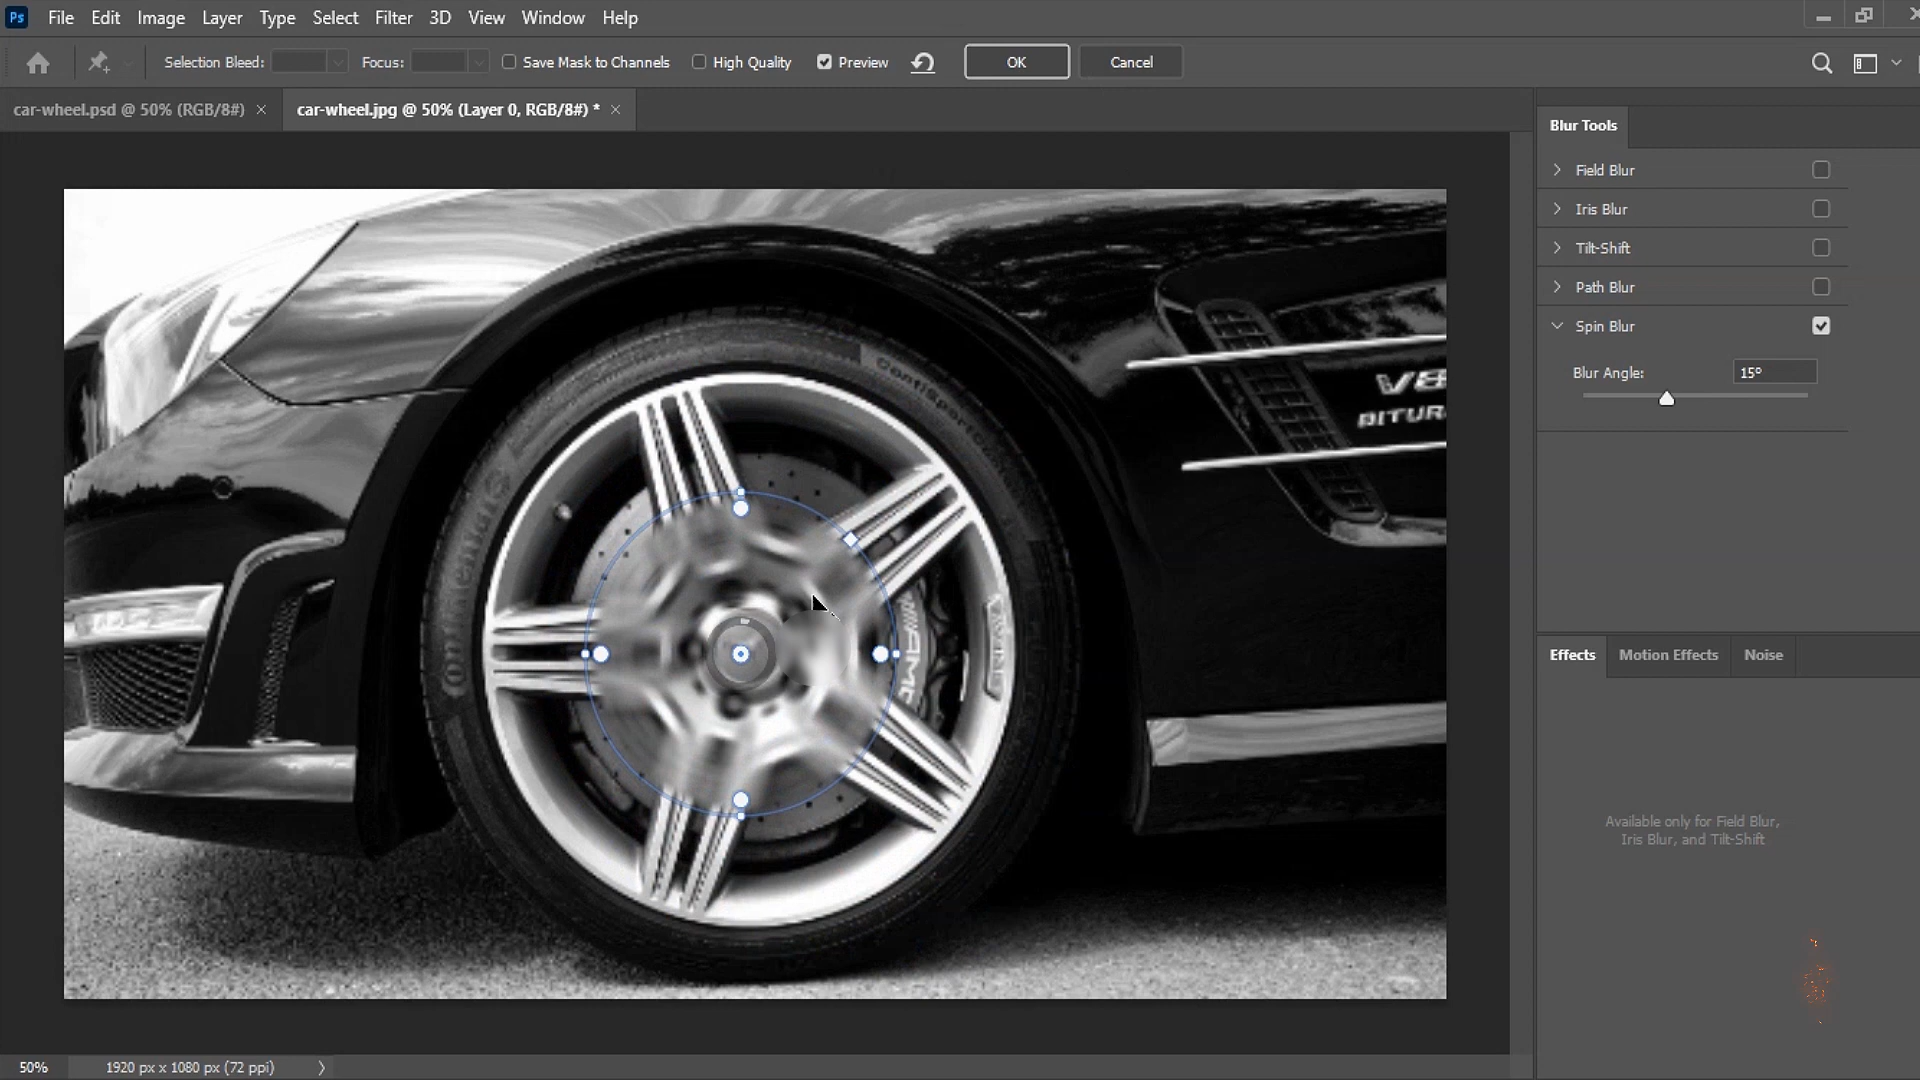 Ps File Edit Image Layer Type Select Filter 3D View Window Help
Selection Bleed: Focus: Save Mask to Channels High Quality Preview OK Cancel
car-wheel.psd @ 50% (RGB/8#) × car-wheel.jpg @ 50% (Layer 0, RGB/8#) * ×
Blur Tools
Field Blur
Iris Blur
Tilt-Shift
Path Blur
Spin Blur
Blur Angle: 15°
ContiSport
V8
BITUR
Continental
AMG
Effects Motion Effects Noise
Available only for Field Blur,
Iris Blur, and Tilt-Shift
50% 1920 px x 1080 px (72 ppi)